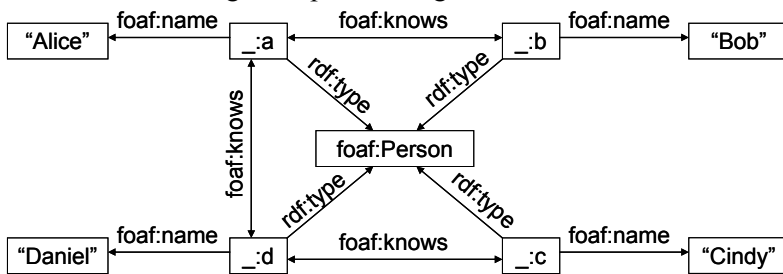 foaf:name foaf:knows foaf:name
“Alice” _:a _:b “Bob”
rdf:type rdf:type
foaf:knows foaf:Person
rdf:type rdf:type
foaf:name foaf:knows foaf:name
“Daniel” _:d _:c “Cindy”